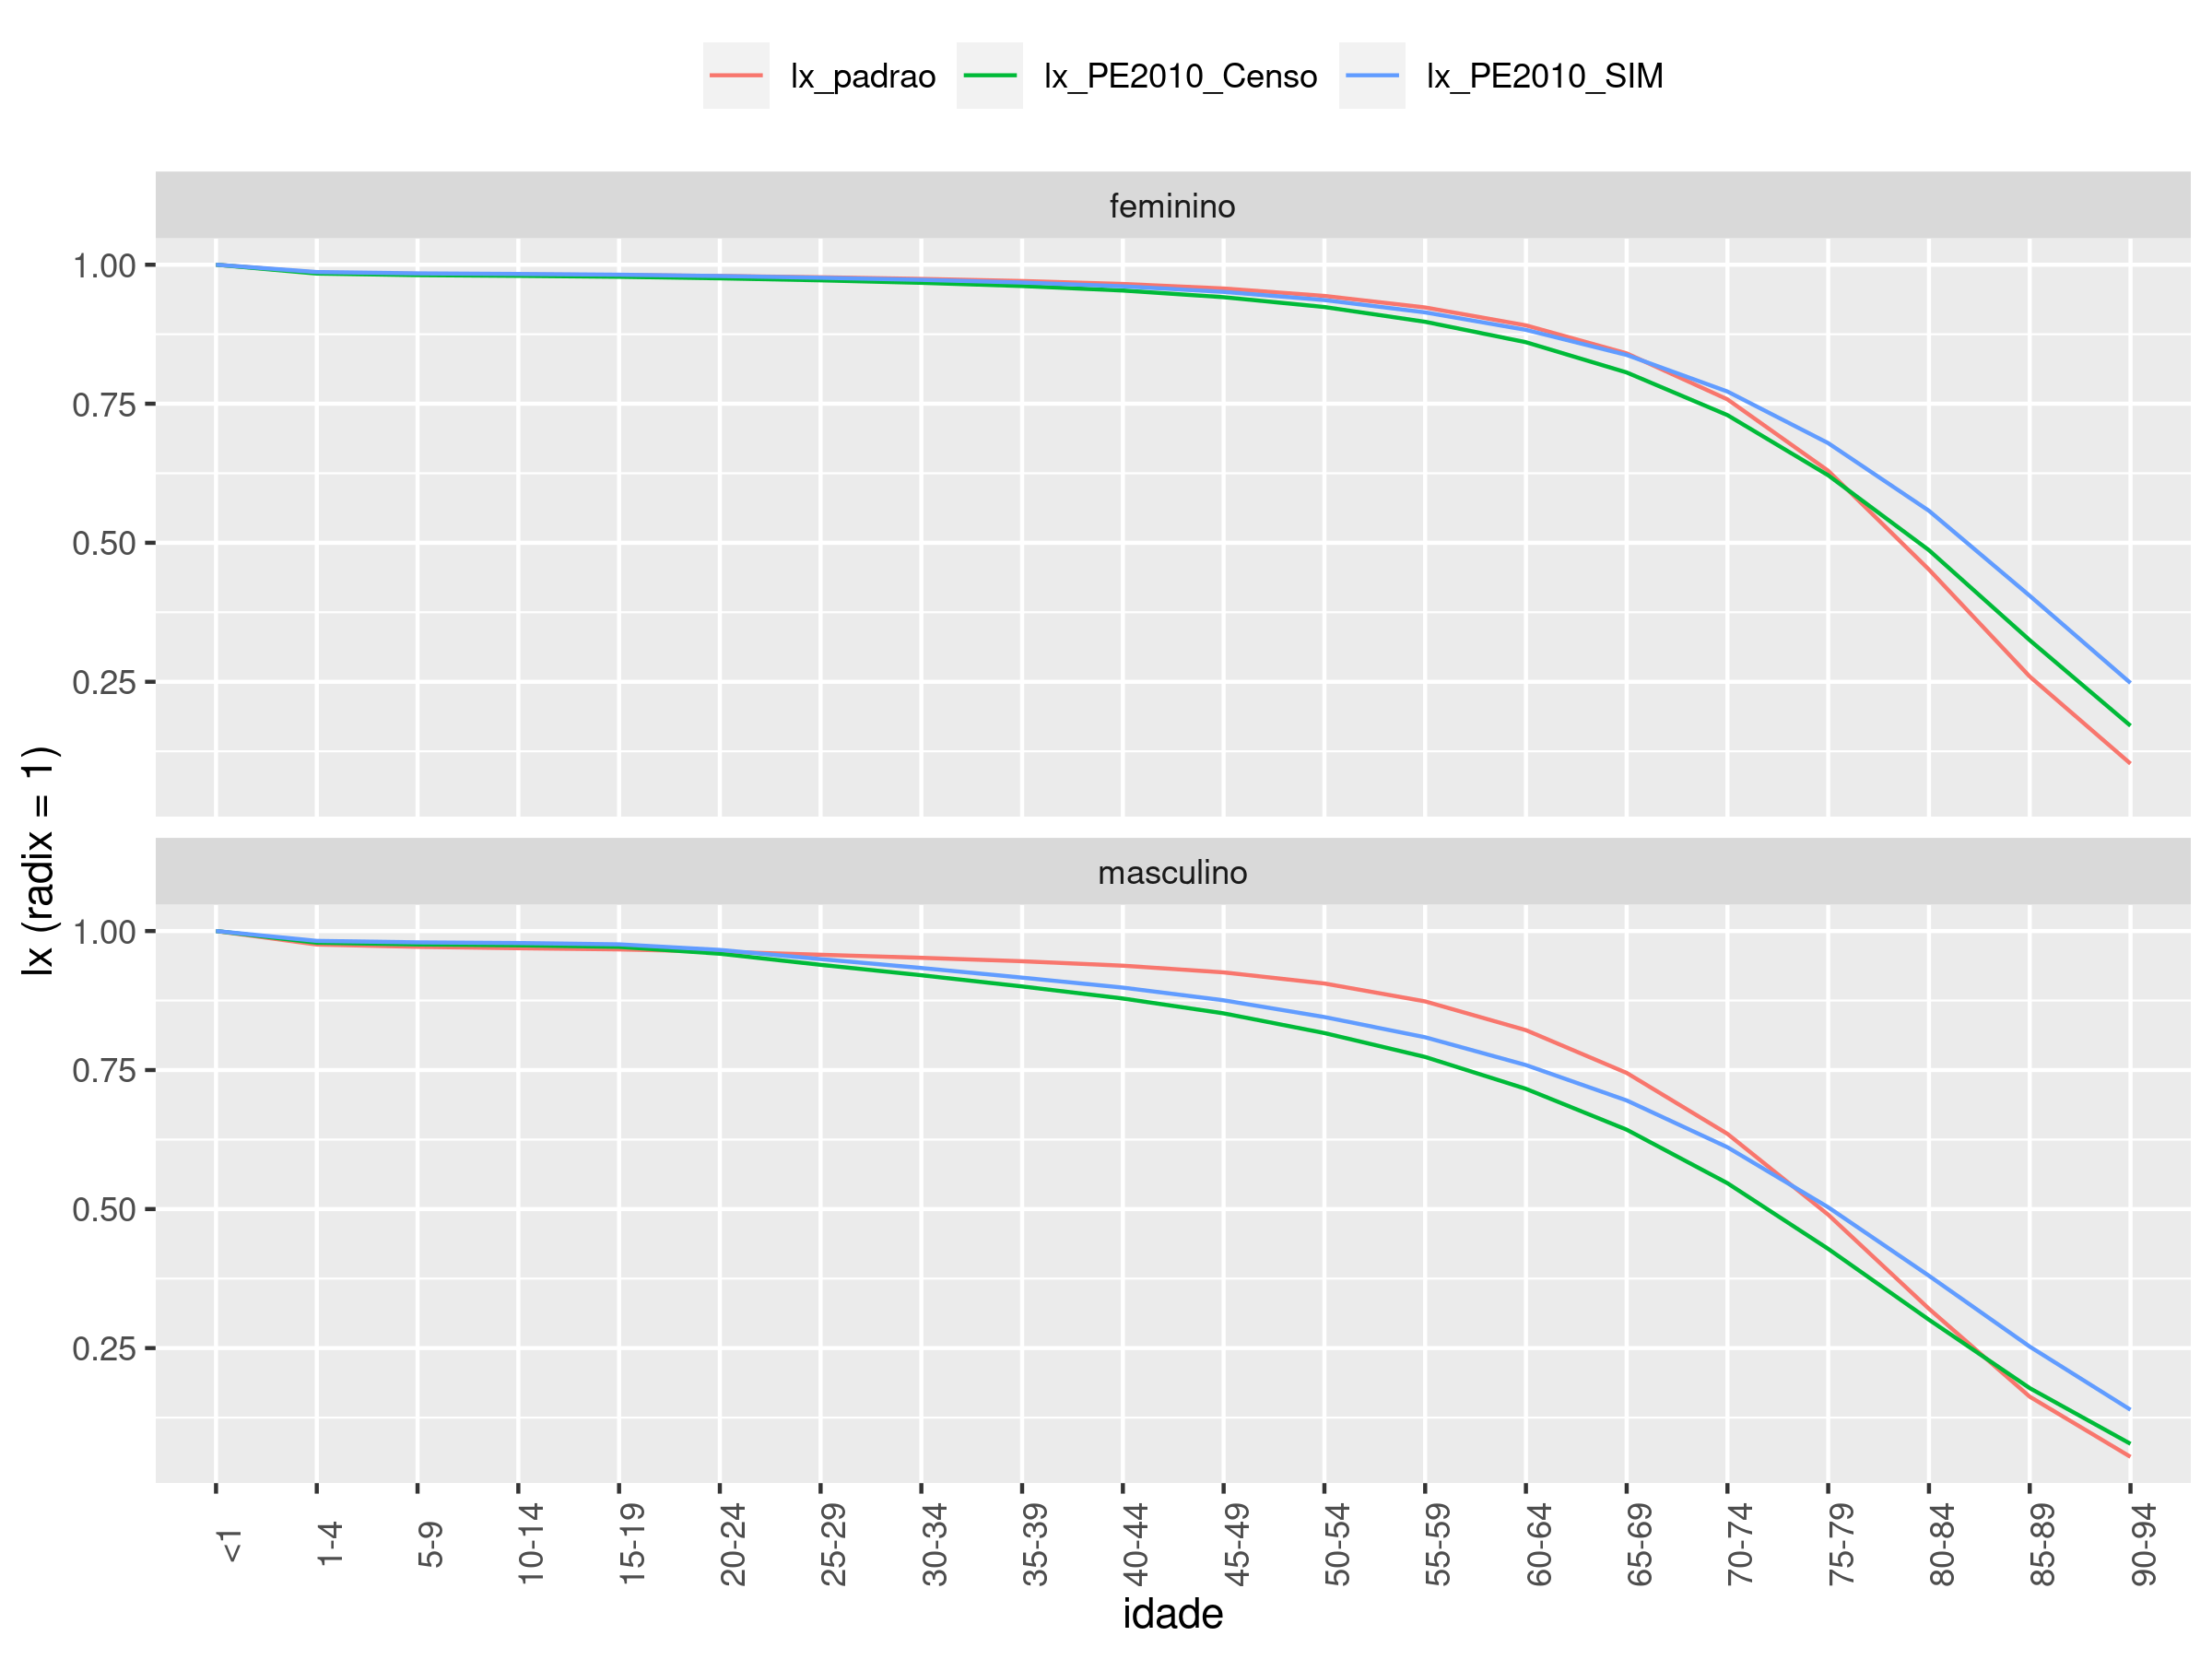 lx_padrao lx_PE2010_Censo lx_PE2010_SIM
feminino
1.00
0.75
0.50
0.25
masculino
1.00
0.75
0.50
0.25
lx (radix = 1)
<1 1-4 5-9 10-14 15-19 20-24 25-29 30-34 35-39 40-44 45-49 50-54 55-59 60-64 65-69 70-74 75-79 80-84 85-89 90-94
idade